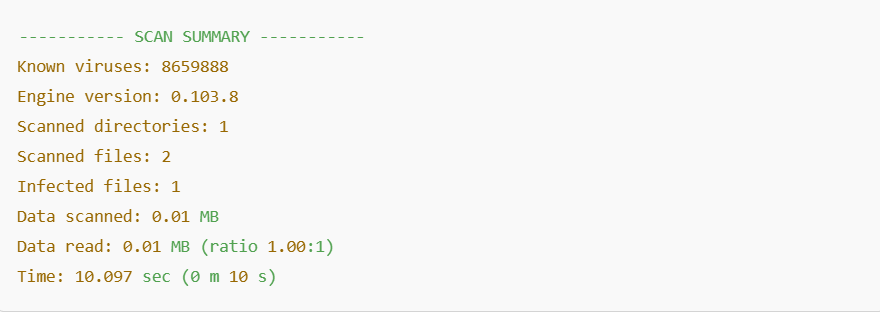 ----------- SCAN SUMMARY -----------
Known viruses: 8659888
Engine version: 0.103.8
Scanned directories: 1
Scanned files: 2
Infected files: 1
Data scanned: 0.01 MB
Data read: 0.01 MB (ratio 1.00:1)
Time: 10.097 sec (0 m 10 s)